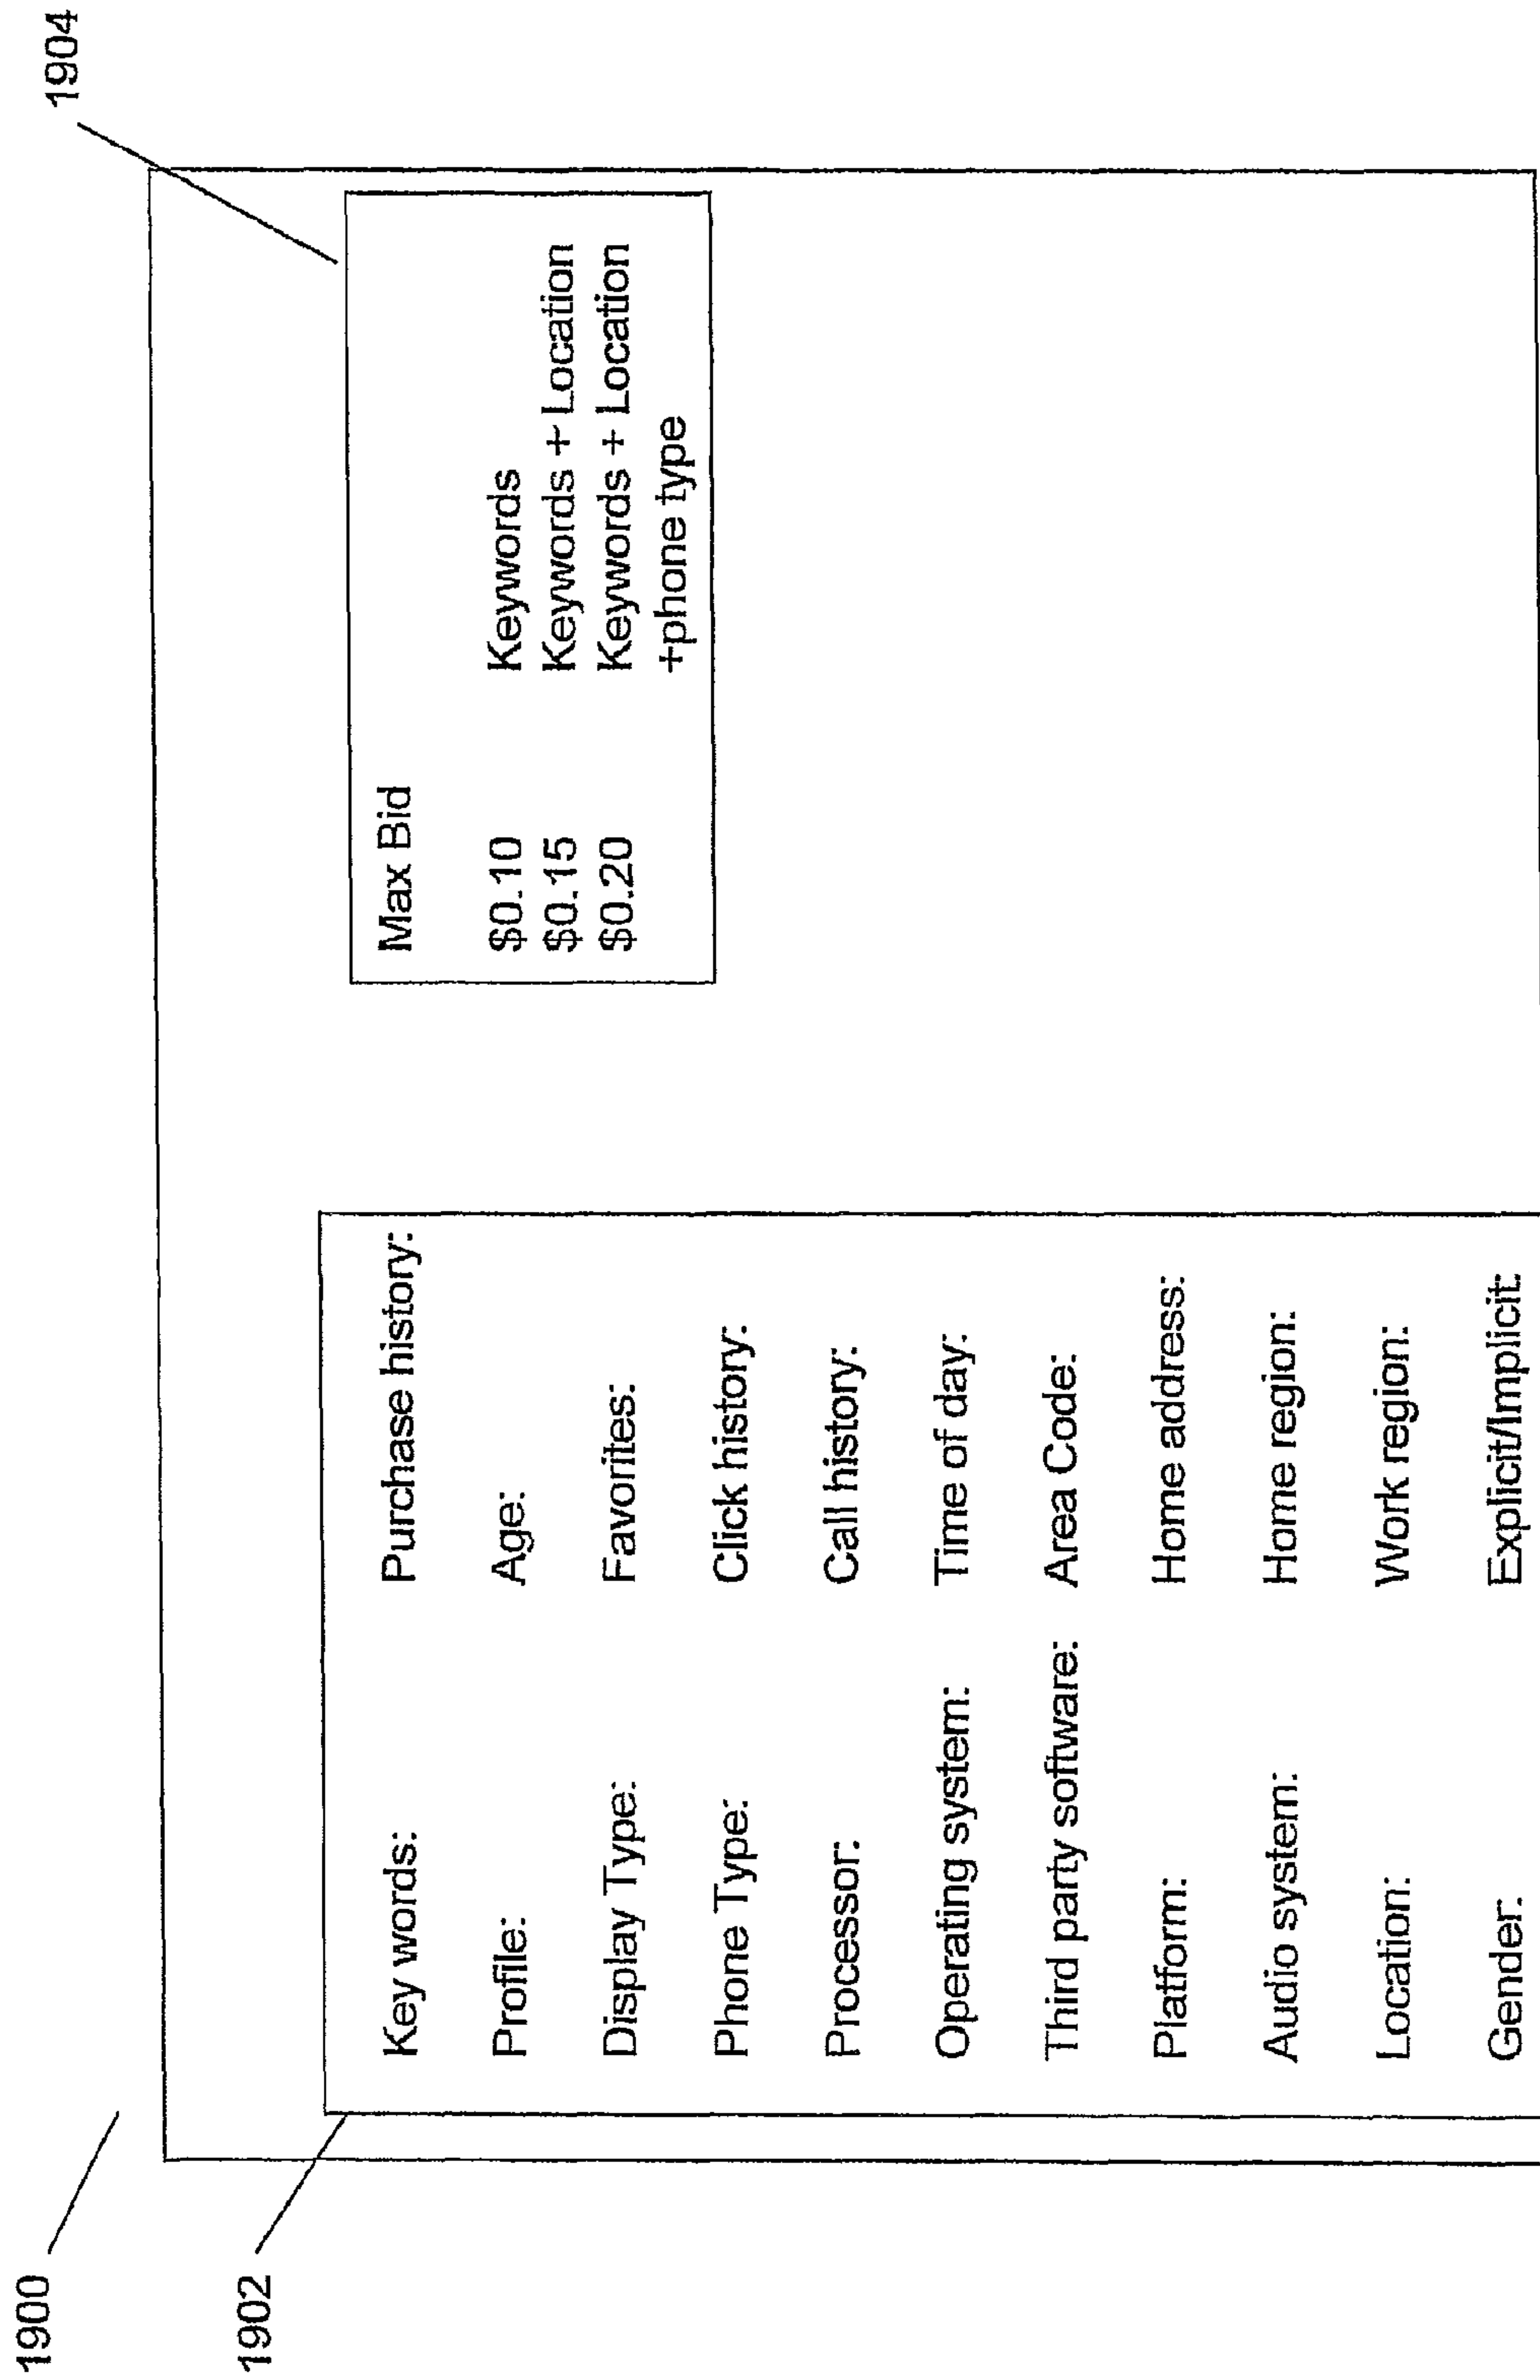 1900
1902
1904
Key words: Purchase history:
Profile: Age:
Display Type: Favorites:
Phone Type: Click history:
Processor: Call history:
Operating system: Time of day:
Third party software: Area Code:
Platform: Home address:
Audio system: Home region:
Location: Work region:
Gender: Explicit/Implicit:
Max Bid
$0.10 Keywords
$0.15 Keywords + Location
$0.20 Keywords + Location
+phone type